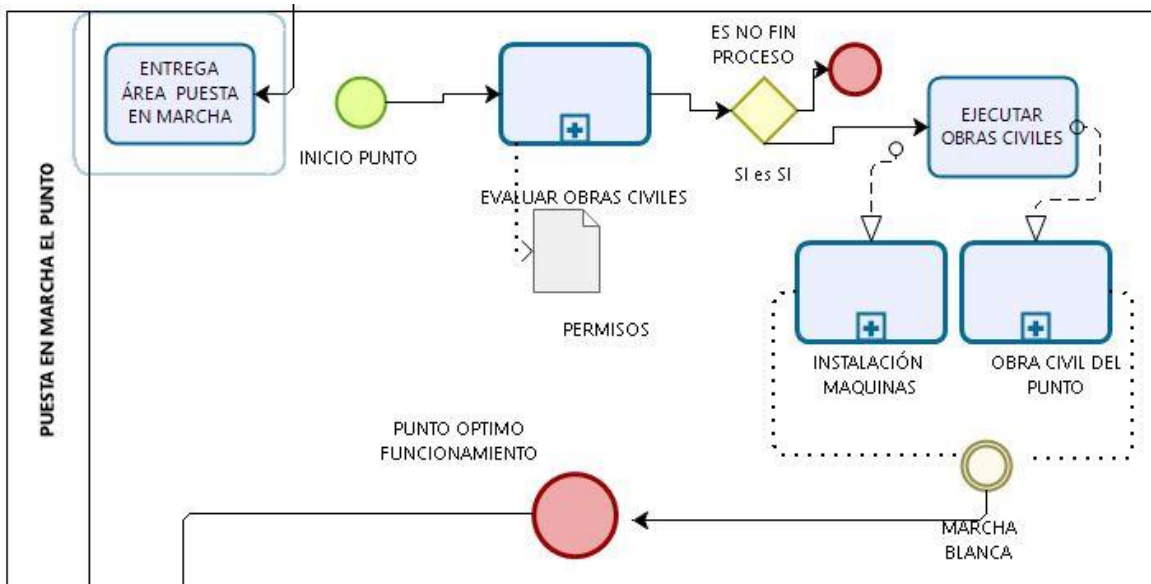 PUESTA EN MARCHA EL PUNTO
ENTREGA
ÁREA PUESTA
EN MARCHA
INICIO PUNTO
EVALUAR OBRAS CIVILES
PERMISOS
ES NO FIN
PROCESO
SI es SI
EJECUTAR
OBRAS CIVILES
INSTALACIÓN
MAQUINAS
OBRA CIVIL DEL
PUNTO
PUNTO OPTIMO
FUNCIONAMIENTO
MARCHA
BLANCA